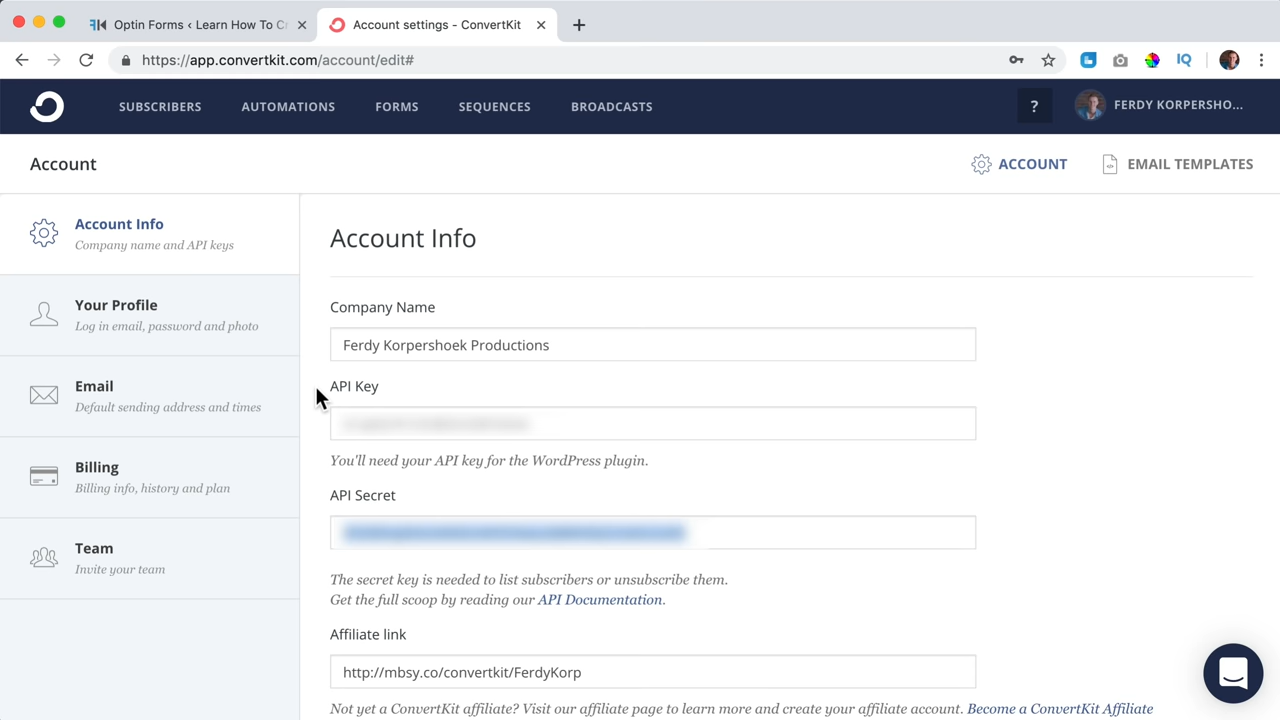 Optin Forms ‹ Learn How To C
Account settings - ConvertKit
https://app.convertkit.com/account/edit#
IQ
SUBSCRIBERS
AUTOMATIONS
FORMS
SEQUENCES
BROADCASTS
?
FERDY KORPERSHO...
Account
ACCOUNT
EMAIL TEMPLATES
Account Info
Company name and API keys
Your Profile
Log in email, password and photo
Email
Default sending address and times
Billing
Billing info, history and plan
Team
Invite your team
Account Info
Company Name
Ferdy Korpershoek Productions
API Key
You'll need your API key for the WordPress plugin.
API Secret
The secret key is needed to list subscribers or unsubscribe them.
Get the full scoop by reading our API Documentation.
Affiliate link
http://mbsy.co/convertkit/FerdyKorp
Not yet a ConvertKit affiliate? Visit our affiliate page to learn more and create your affiliate account. Become a ConvertKit Affiliate